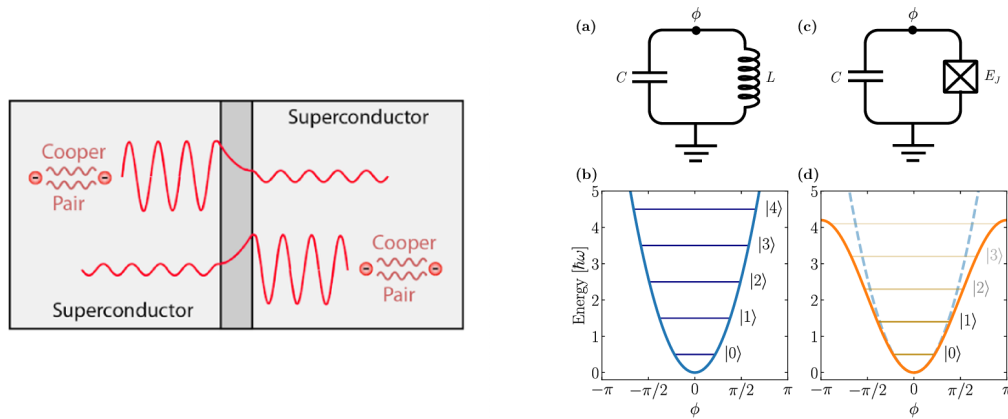 Superconductor
Cooper
Pair
Cooper
Pair
Superconductor
(a)
ϕ
C
L
(c)
ϕ
C
E_J
(b)
Energy [ħω]
5
4
3
2
1
0
|4⟩
|3⟩
|2⟩
|1⟩
|0⟩
−π −π/2 0 π/2 π
ϕ
(d)
5
4
3
2
1
0
|3⟩
|2⟩
|1⟩
|0⟩
−π −π/2 0 π/2 π
ϕ